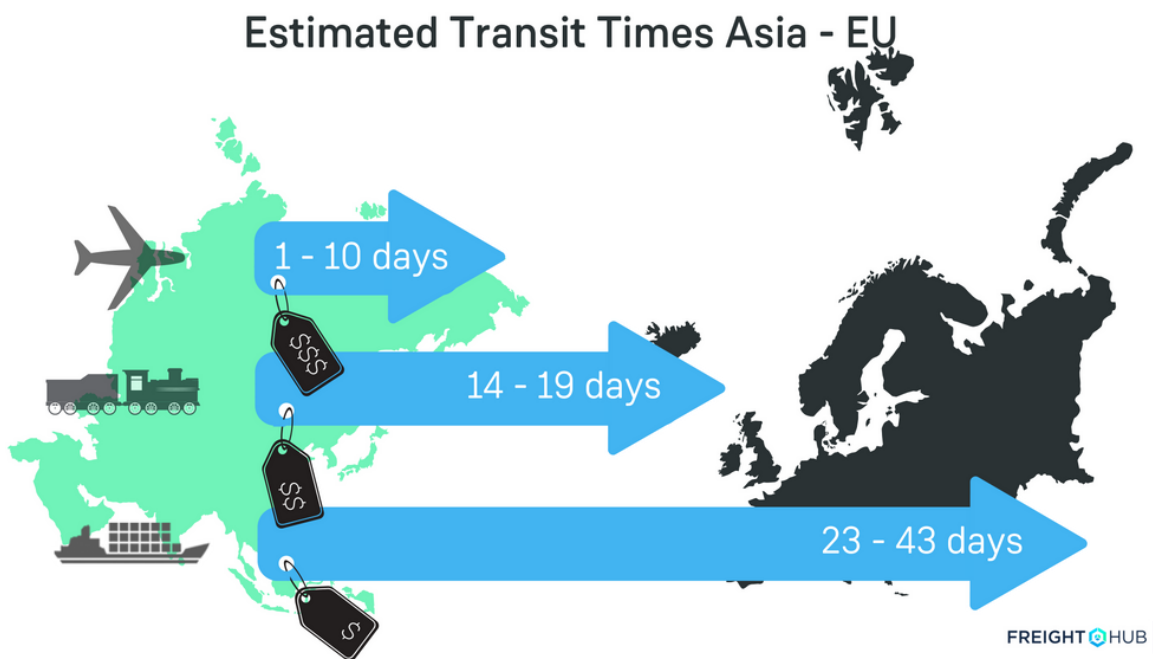 Estimated Transit Times Asia - EU
1 - 10 days
$$$
14 - 19 days
$$
23 - 43 days
$
FREIGHT HUB